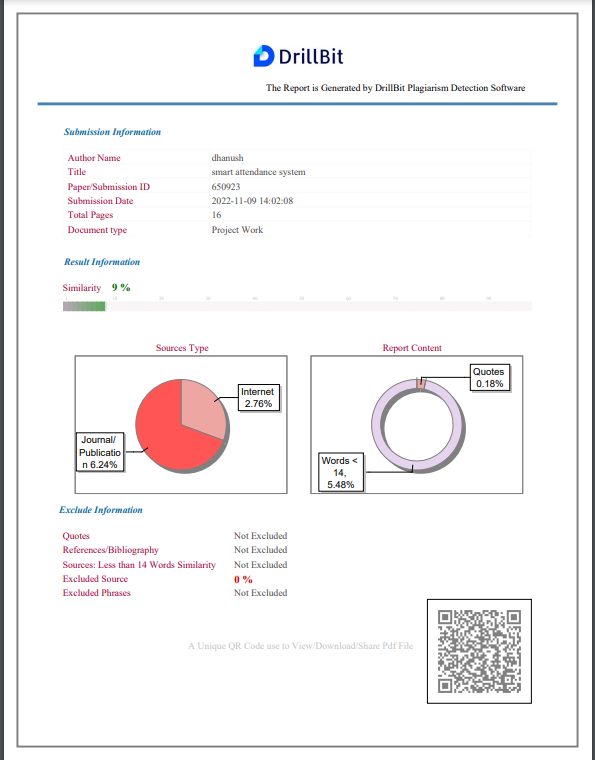 DrillBit
The Report is Generated by DrillBit Plagiarism Detection Software
Submission Information
Author Name dhanush
Title smart attendance system
Paper/Submission ID 650923
Submission Date 2022-11-09 14:02:08
Total Pages 16
Document type Project Work
Result Information
Similarity 9 %
Sources Type
Internet
2.76%
Journal/
Publicatio
n 6.24%
Report Content
Quotes
0.18%
Words <
14,
5.48%
Exclude Information
Quotes Not Excluded
References/Bibliography Not Excluded
Sources: Less than 14 Words Similarity Not Excluded
Excluded Source 0 %
Excluded Phrases Not Excluded
A Unique QR Code use to View/Download/Share Pdf File